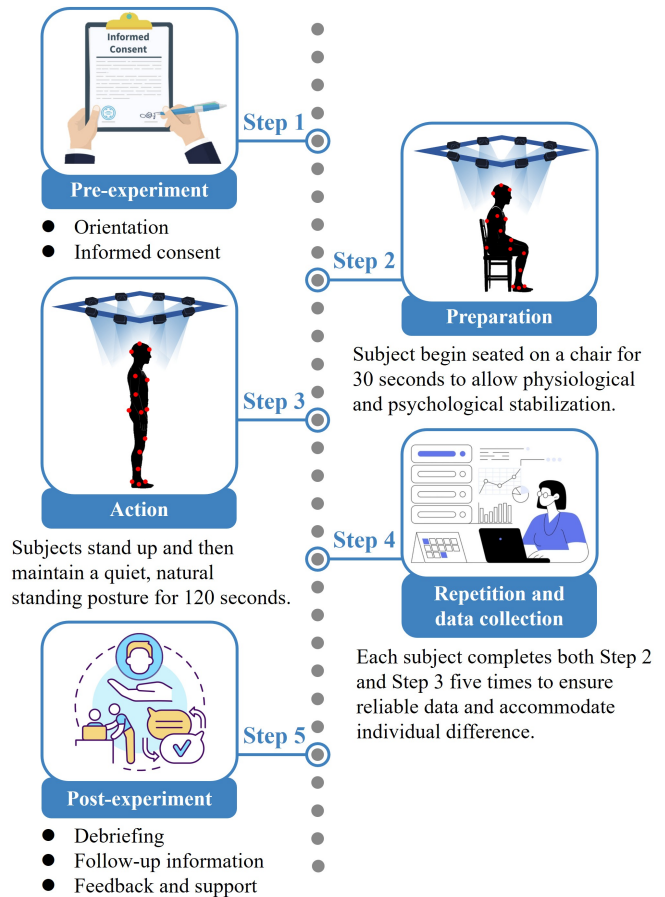 Informed
Consent
Step 1
Pre-experiment
● Orientation
● Informed consent
Step 2
Preparation
Subject begin seated on a chair for
30 seconds to allow physiological
and psychological stabilization.
Step 3
Action
Subjects stand up and then
maintain a quiet, natural
standing posture for 120 seconds.
Step 4
Repetition and
data collection
Each subject completes both Step 2
and Step 3 five times to ensure
reliable data and accommodate
individual difference.
Step 5
Post-experiment
● Debriefing
● Follow-up information
● Feedback and support